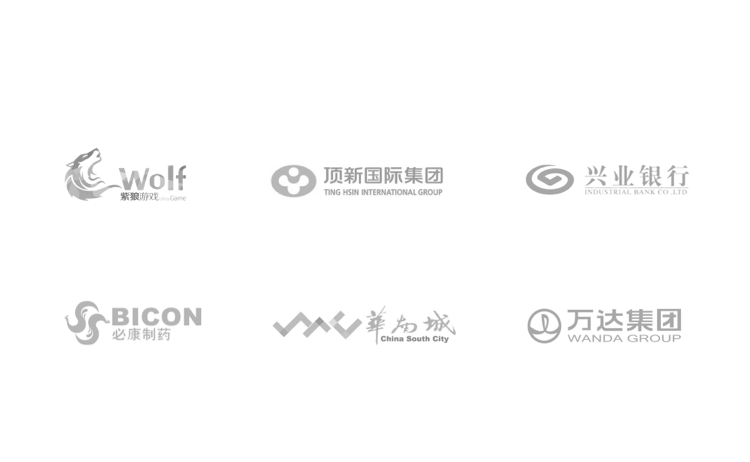 Wolf
紫狼游戏
Game
顶新国际集团
TING HSIN INTERNATIONAL GROUP
兴业银行
INDUSTRIAL BANK CO.,LTD
BICON
必康制药
華南城
China South City
万达集团
WANDA GROUP